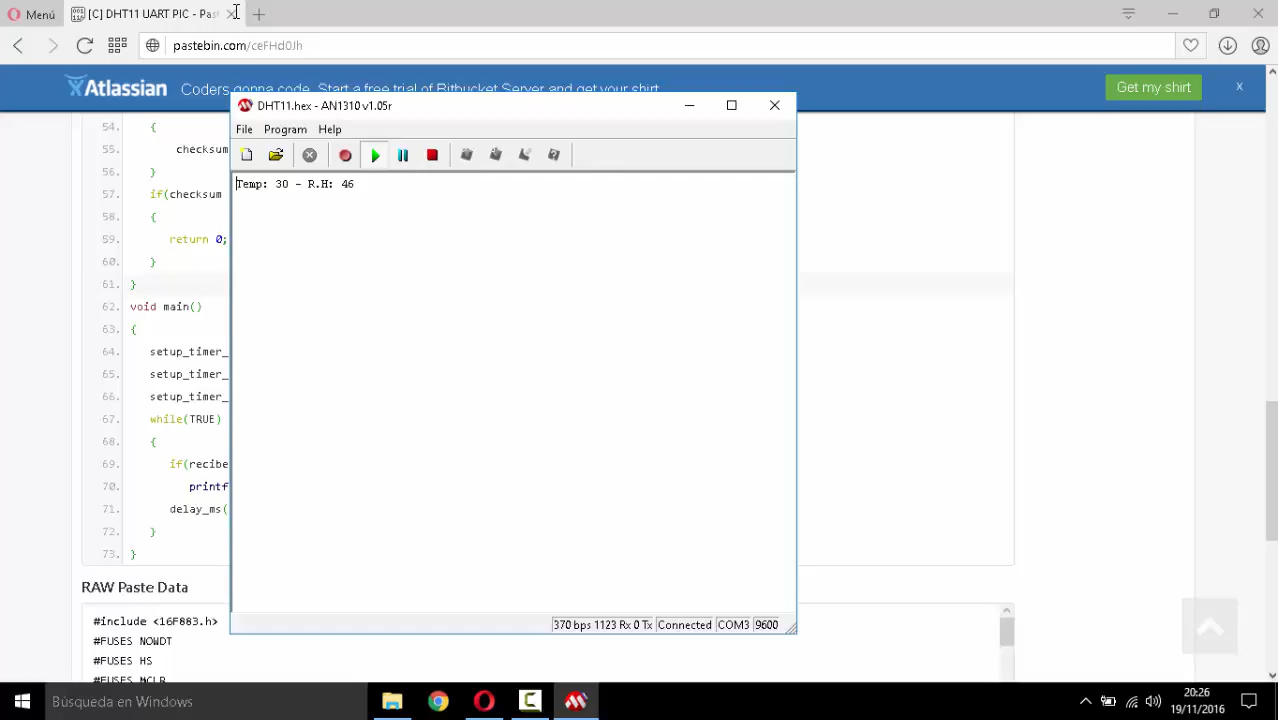 Menú
[C] DHT11 UART PIC - Pas
pastebin.com/ceFHd0Jh
Atlassian
Coders gonna code. Start a free trial of Bitbucket Server and get your shirt
Get my shirt
x
DHT11.hex - AN1310 v1.05r
File Program Help
Temp: 30 - R.H: 46
54. {
55. checksum
56. }
57. if(checksum
58. {
59. return 0;
60. }
61. }
62. void main()
63. {
64. setup_timer_
65. setup_timer_
66. setup_timer_
67. while(TRUE)
68. {
69. if(recibe
70. printf
71. delay_ms(
72. }
73. }
370 bps 1123 Rx 0 Tx Connected COM3 9600
RAW Paste Data
#include <16F883.h>
#FUSES NOWDT
#FUSES HS
#FUSES MCLR
Búsqueda en Windows
20:26
19/11/2016